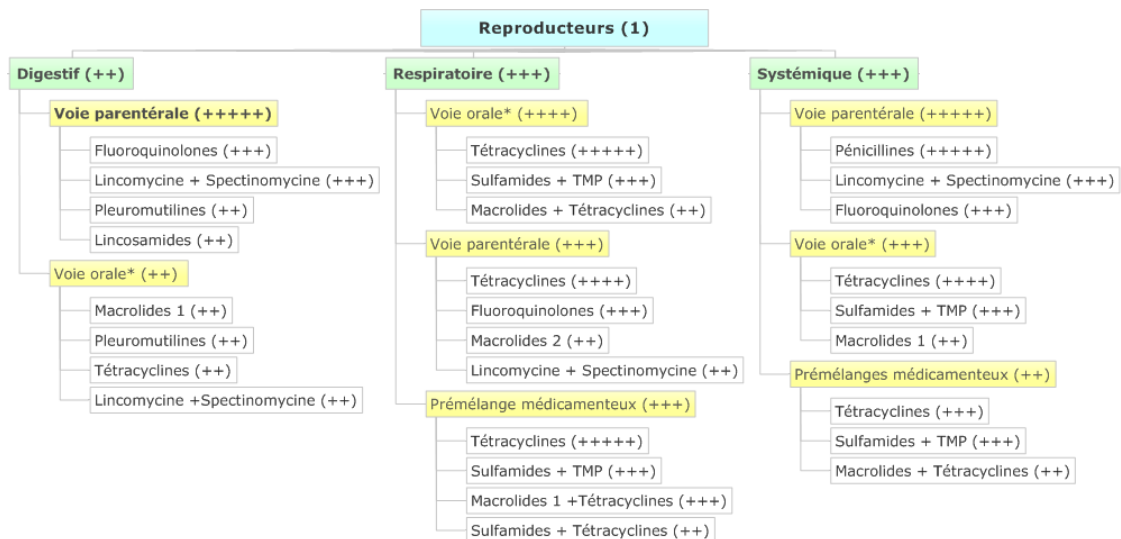 Reproducteurs (1)
Digestif (++)
Voie parentérale (+++++)
Fluoroquinolones (+++)
Lincomycine + Spectinomycine (+++)
Pleuromutilines (++)
Lincosamides (++)
Voie orale* (++)
Macrolides 1 (++)
Pleuromutilines (++)
Tétracyclines (++)
Lincomycine +Spectinomycine (++)
Respiratoire (+++)
Voie orale* (++++)
Tétracyclines (+++++)
Sulfamides + TMP (+++)
Macrolides + Tétracyclines (++)
Voie parentérale (+++)
Tétracyclines (++++)
Fluoroquinolones (+++)
Macrolides 2 (++)
Lincomycine + Spectinomycine (++)
Prémélange médicamenteux (+++)
Tétracyclines (+++++)
Sulfamides + TMP (+++)
Macrolides 1 +Tétracyclines (+++)
Sulfamides + Tétracyclines (++)
Systémique (+++)
Voie parentérale (+++++)
Pénicillines (+++++)
Lincomycine + Spectinomycine (+++)
Fluoroquinolones (+++)
Voie orale* (+++)
Tétracyclines (++++)
Sulfamides + TMP (+++)
Macrolides 1 (++)
Prémélanges médicamenteux (++)
Tétracyclines (+++)
Sulfamides + TMP (+++)
Macrolides + Tétracyclines (++)